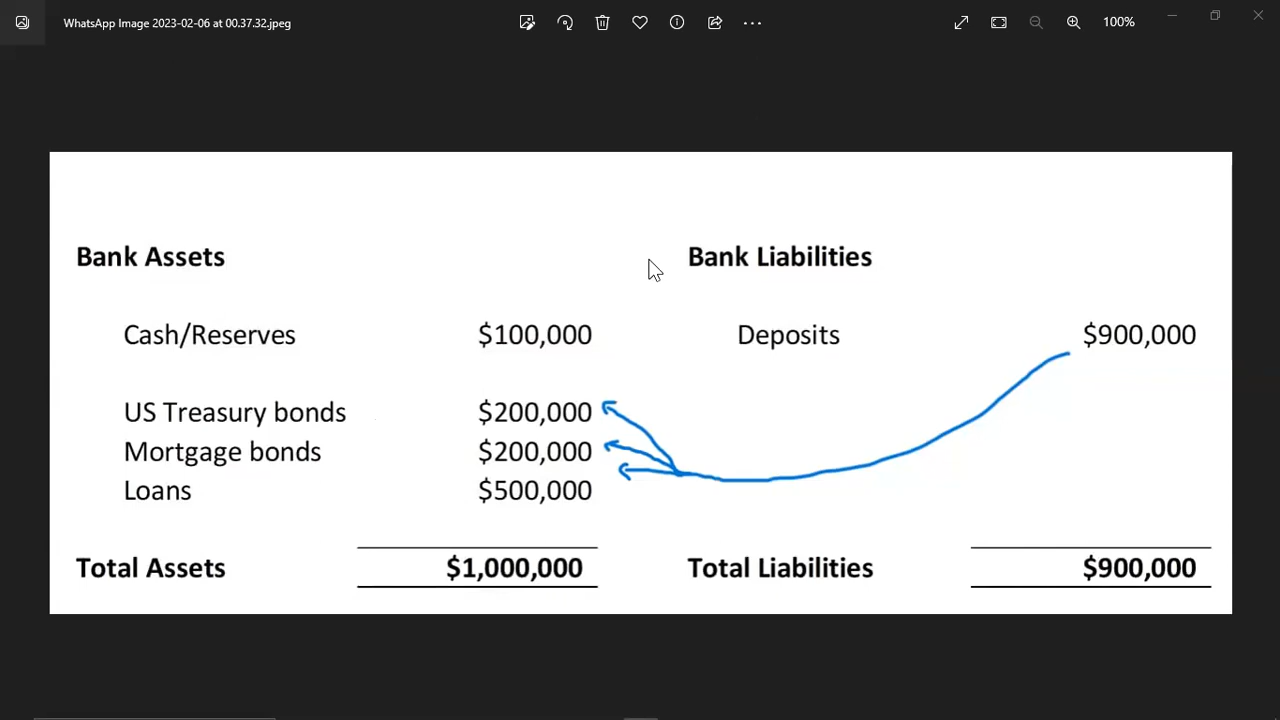 WhatsApp Image 2023-02-06 at 00.37.32.jpeg 100%
Bank Assets Bank Liabilities
Cash/Reserves $100,000 Deposits $900,000
US Treasury bonds $200,000
Mortgage bonds $200,000
Loans $500,000
Total Assets $1,000,000 Total Liabilities $900,000